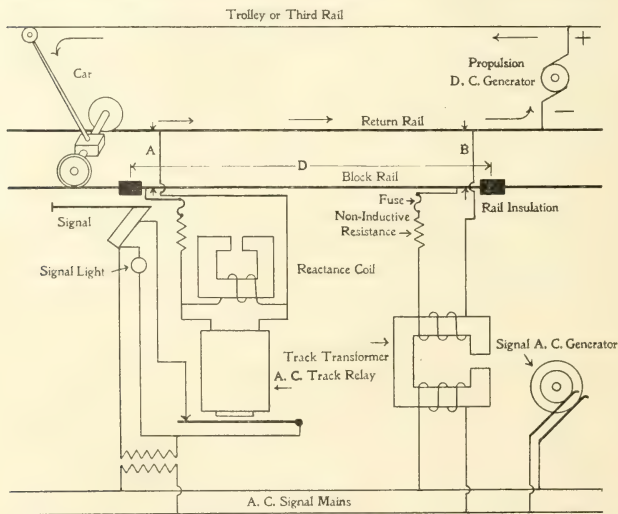 Trolley or Third Rail
+
Car
Propulsion
D. C. Generator
−
Return Rail
A
B
D
Block Rail
Fuse
Non-Inductive
Resistance
Rail Insulation
Signal
Signal Light
Reactance Coil
Track Transformer
A. C. Track Relay
Signal A. C. Generator
A. C. Signal Mains